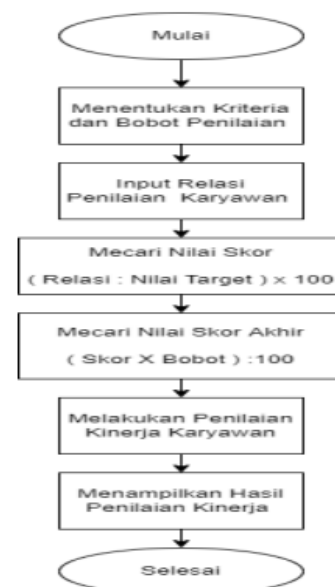 Mulai
Menentukan Kriteria
dan Bobot Penilaian
Input Relasi
Penilaian Karyawan
Mecari Nilai Skor
( Relasi : Nilai Target ) x 100
Mecari Nilai Skor Akhir
( Skor X Bobot ) :100
Melakukan Penilaian
Kinerja Karyawan
Menampilkan Hasil
Penilaian Kinerja
Selesai